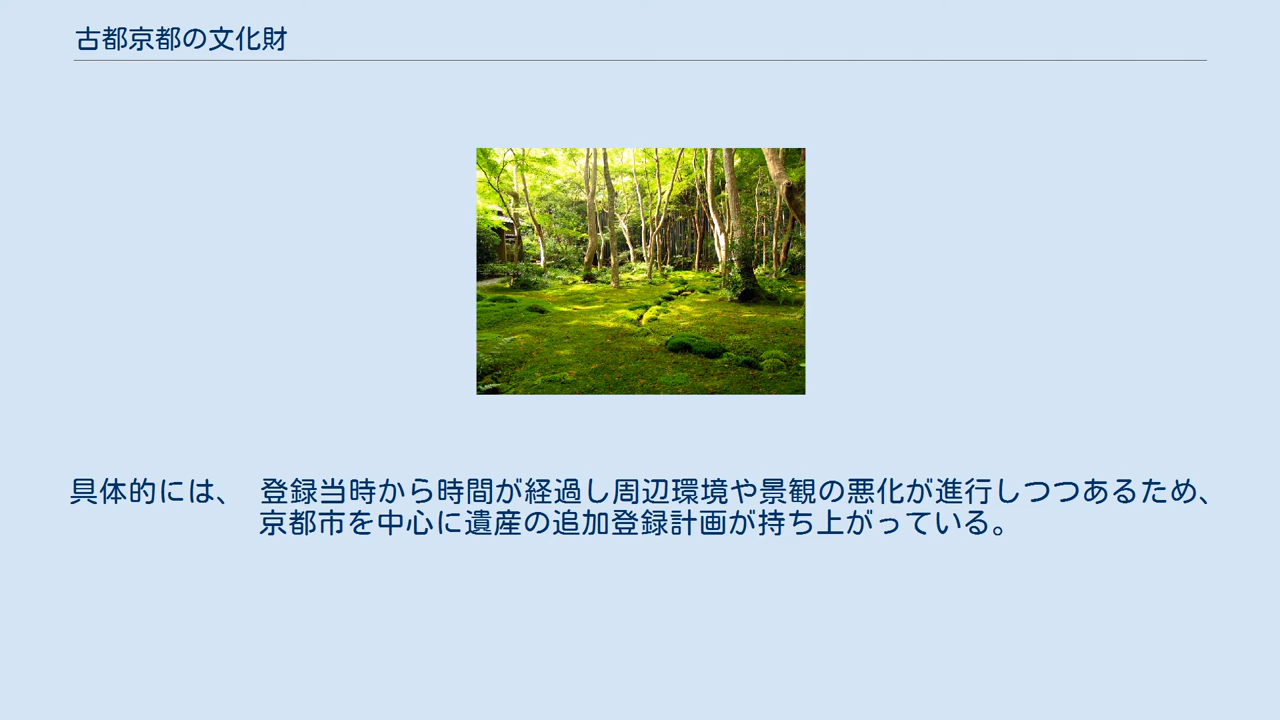 古都京都の文化財
具体的には、 登録当時から時間が経過し周辺環境や景観の悪化が進行しつつあるため、
京都市を中心に遺産の追加登録計画が持ち上がっている。